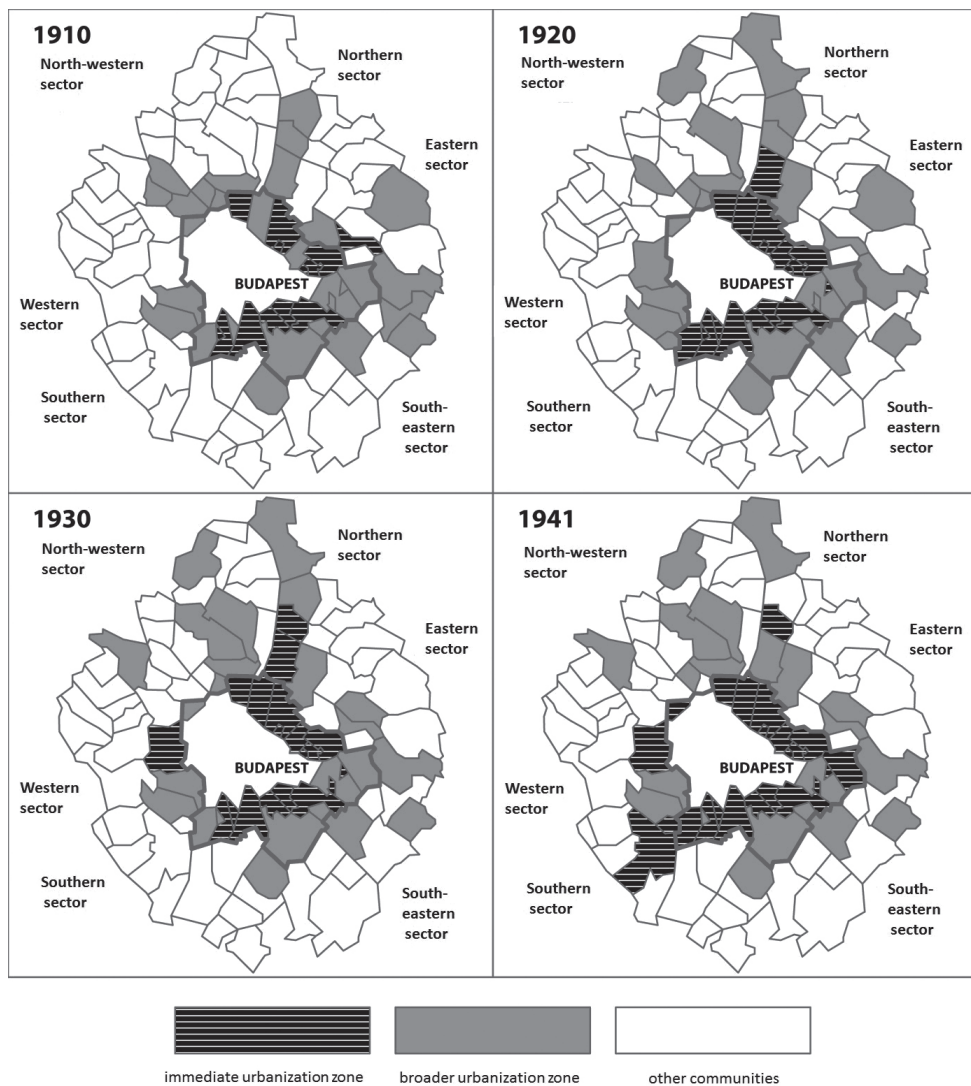 1910
North-western
sector
Northern
sector
Eastern
sector
BUDAPEST
Western
sector
Southern
sector
South-
eastern
sector
1920
North-western
sector
Northern
sector
Eastern
sector
BUDAPEST
Western
sector
Southern
sector
South-
eastern
sector
1930
North-western
sector
Northern
sector
Eastern
sector
BUDAPEST
Western
sector
Southern
sector
South-
eastern
sector
1941
North-western
sector
Northern
sector
Eastern
sector
BUDAPEST
Western
sector
Southern
sector
South-
eastern
sector
immediate urbanization zone
broader urbanization zone
other communities